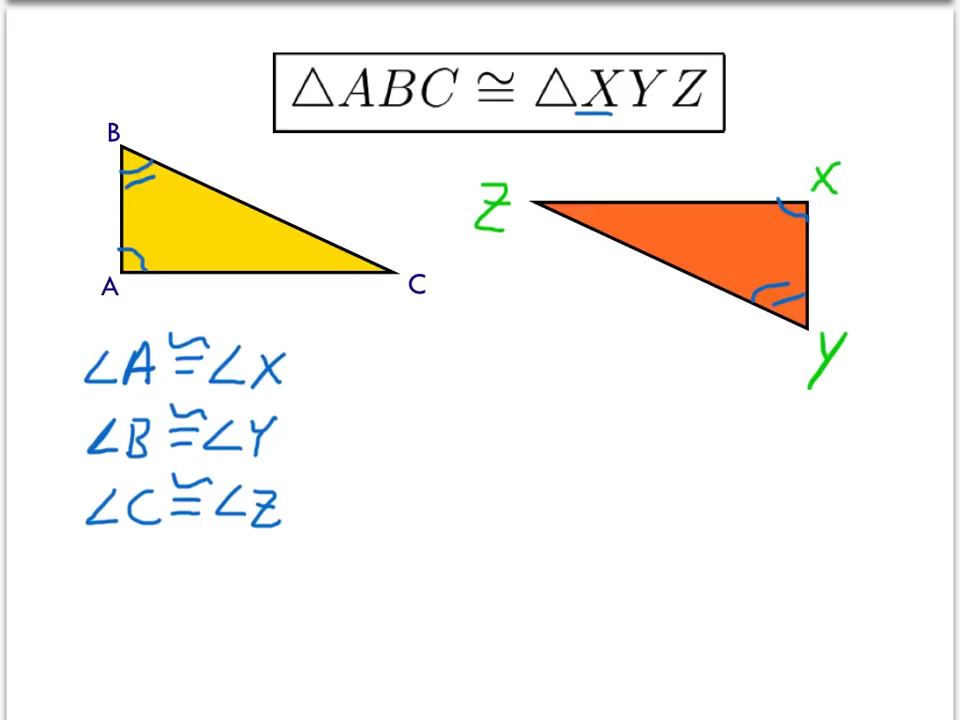 △ABC ≅ △XYZ
B
X
Z
A
C
Y
∠A ≅ ∠X
∠B ≅ ∠Y
∠C ≅ ∠Z